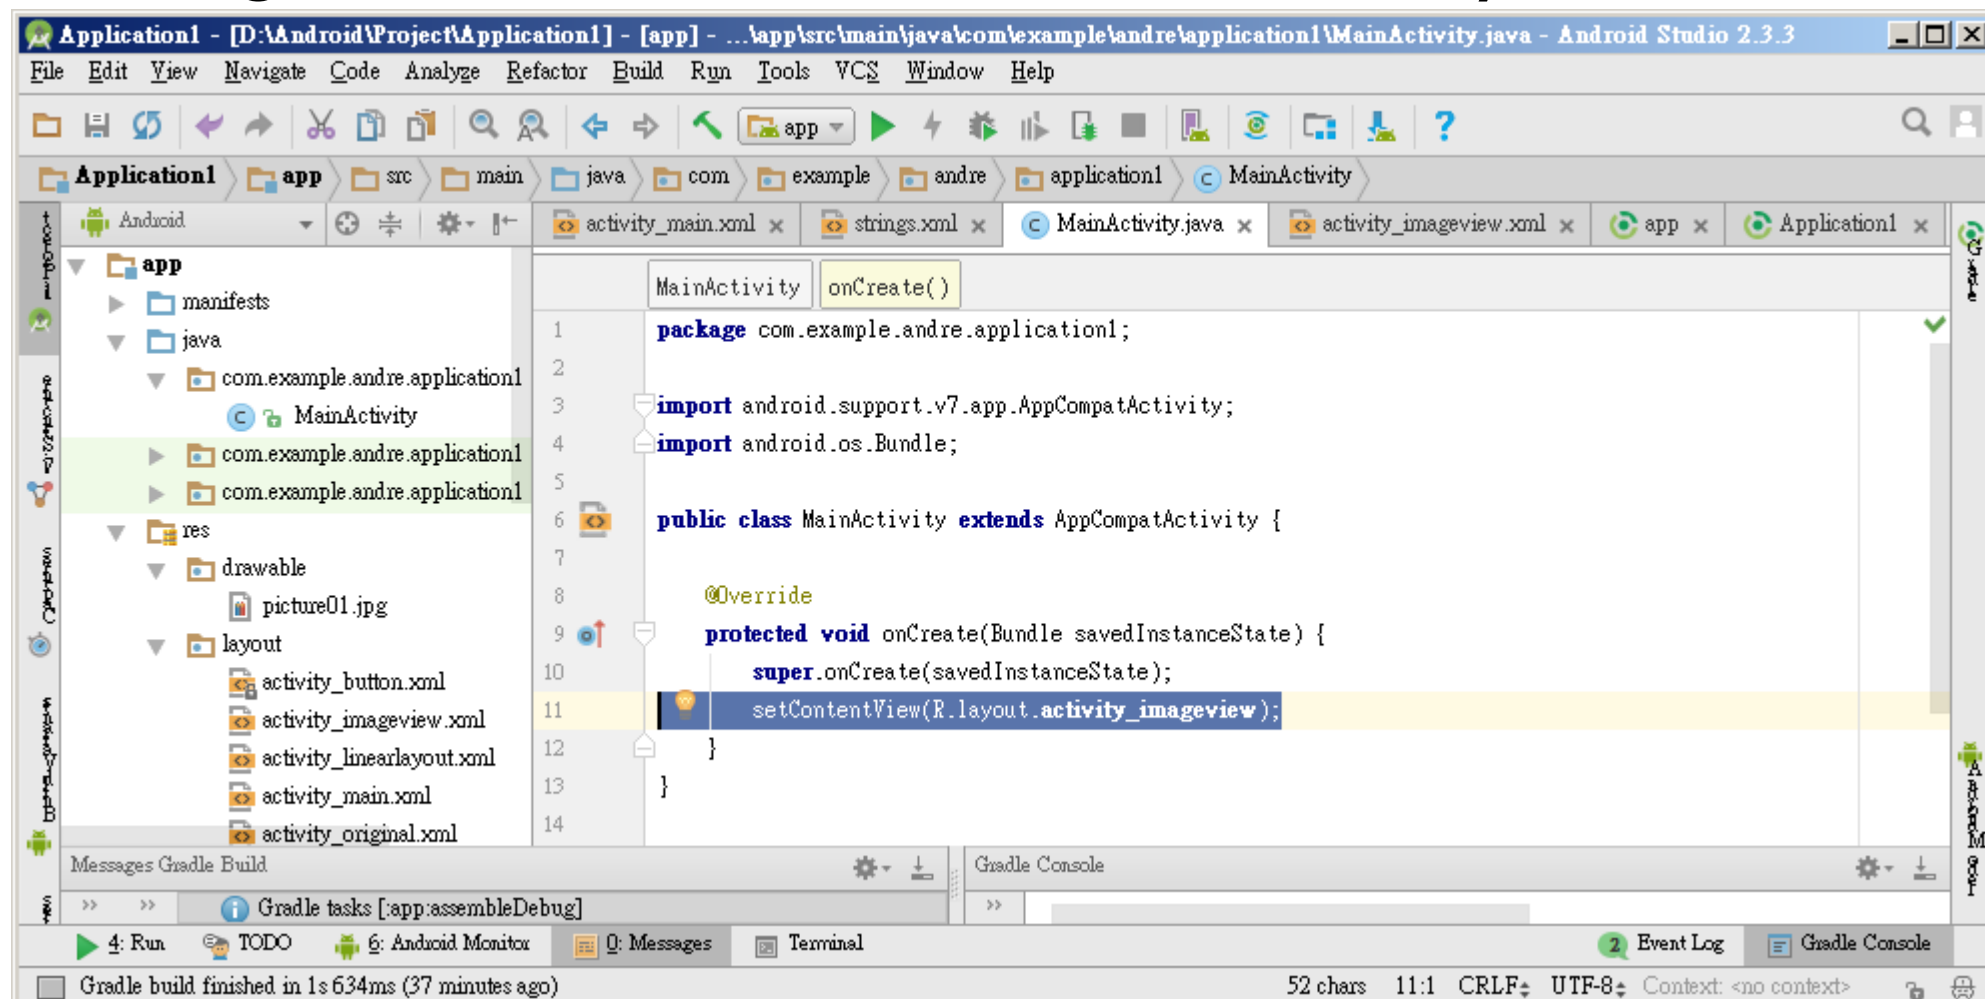 Application1 - [D:\Android\Project\Application1] - [app] - ...\app\src\main\java\com\example\andre\application1\MainActivity.java - Android Studio 2.3.3
File Edit View Navigate Code Analyze Refactor Build Run Tools VCS Window Help
app
Application1 app src main java com example andre application1 MainActivity
Android
activity_main.xml strings.xml MainActivity.java activity_imageview.xml app Application1
app
manifests
java
com.example.andre.application1
MainActivity
com.example.andre.application1
com.example.andre.application1
res
drawable
picture01.jpg
layout
activity_button.xml
activity_imageview.xml
activity_linearlayout.xml
activity_main.xml
activity_original.xml
MainActivity onCreate()
1 package com.example.andre.application1;
2
3 import android.support.v7.app.AppCompatActivity;
4 import android.os.Bundle;
5
6 public class MainActivity extends AppCompatActivity {
7
8 @Override
9 protected void onCreate(Bundle savedInstanceState) {
10 super.onCreate(savedInstanceState);
11 setContentView(R.layout.activity_imageview);
12 }
13 }
14
Messages Gradle Build
Gradle Console
Gradle tasks [:app:assembleDebug]
4: Run TODO 6: Android Monitor 0: Messages Terminal 2 Event Log Gradle Console
Gradle build finished in 1s 634ms (37 minutes ago) 52 chars 11:1 CRLF UTF-8 Context: <no context>